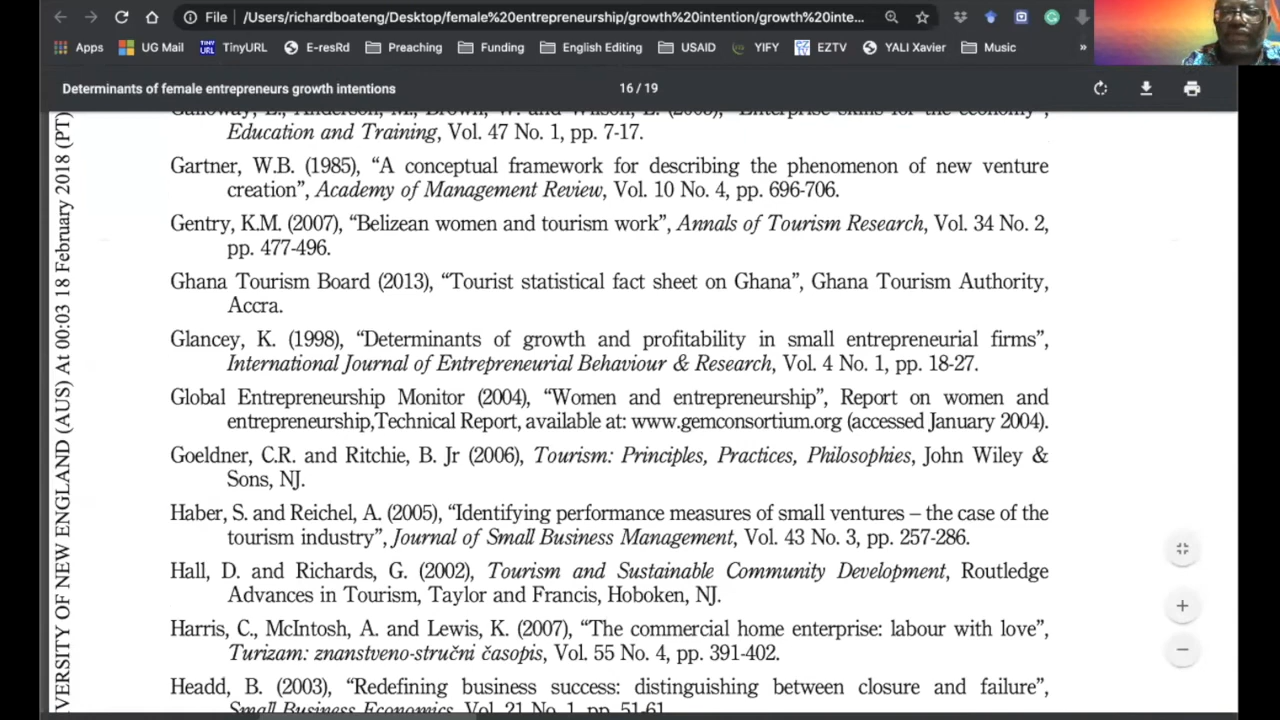 File | /Users/richardboateng/Desktop/female%20entrepreneurship/growth%20intention/growth%20inte...
Apps UG Mail TINY URL TinyURL E-resRd Preaching Funding English Editing USAID YIFY EZTV YALI Xavier Music »
Determinants of female entrepreneurs growth intentions 16 / 19
Education and Training, Vol. 47 No. 1, pp. 7-17.
Gartner, W.B. (1985), “A conceptual framework for describing the phenomenon of new venture
creation”, Academy of Management Review, Vol. 10 No. 4, pp. 696-706.
Gentry, K.M. (2007), “Belizean women and tourism work”, Annals of Tourism Research, Vol. 34 No. 2,
pp. 477-496.
Ghana Tourism Board (2013), “Tourist statistical fact sheet on Ghana”, Ghana Tourism Authority,
Accra.
Glancey, K. (1998), “Determinants of growth and profitability in small entrepreneurial firms”,
International Journal of Entrepreneurial Behaviour & Research, Vol. 4 No. 1, pp. 18-27.
Global Entrepreneurship Monitor (2004), “Women and entrepreneurship”, Report on women and
entrepreneurship,Technical Report, available at: www.gemconsortium.org (accessed January 2004).
Goeldner, C.R. and Ritchie, B. Jr (2006), Tourism: Principles, Practices, Philosophies, John Wiley &
Sons, NJ.
Haber, S. and Reichel, A. (2005), “Identifying performance measures of small ventures – the case of the
tourism industry”, Journal of Small Business Management, Vol. 43 No. 3, pp. 257-286.
Hall, D. and Richards, G. (2002), Tourism and Sustainable Community Development, Routledge
Advances in Tourism, Taylor and Francis, Hoboken, NJ.
Harris, C., McIntosh, A. and Lewis, K. (2007), “The commercial home enterprise: labour with love”,
Turizam: znanstveno-stručni časopis, Vol. 55 No. 4, pp. 391-402.
Headd, B. (2003), “Redefining business success: distinguishing between closure and failure”,
Small Business Economics, Vol. 21 No. 1, pp. 51-61.
VERSITY OF NEW ENGLAND (AUS) At 00:03 18 February 2018 (PT)